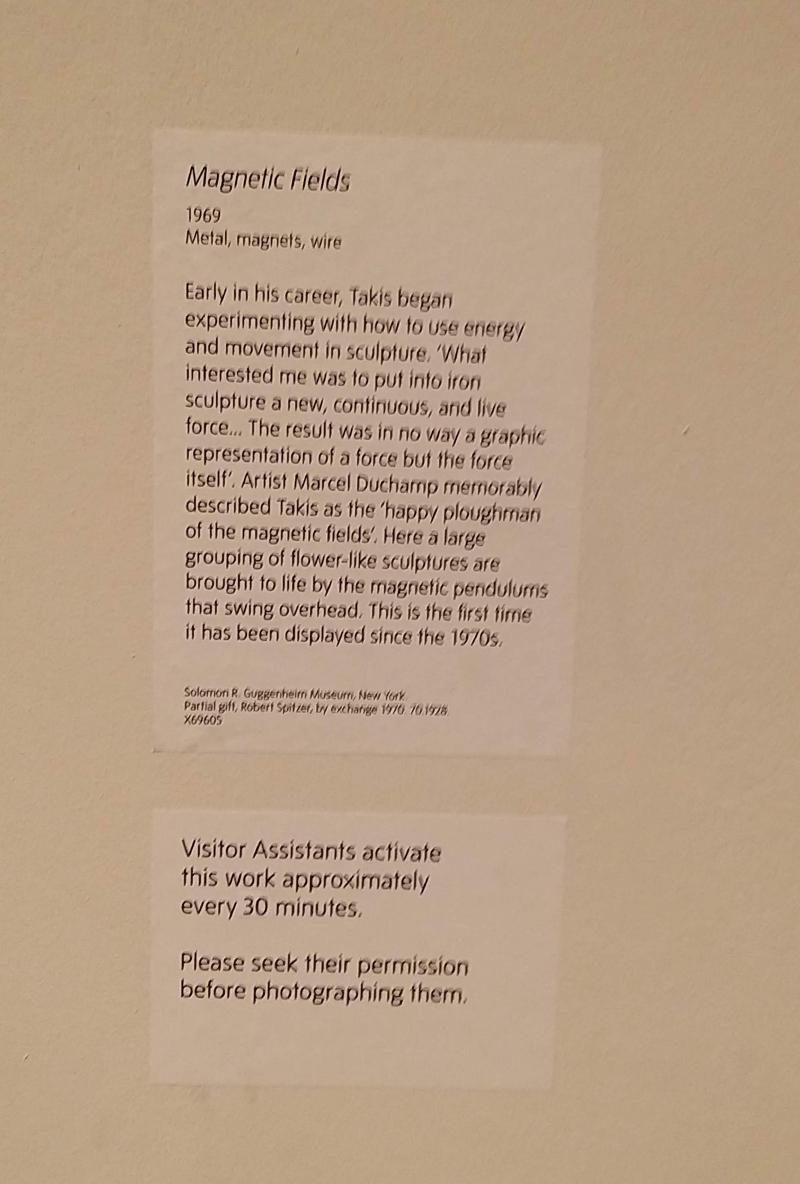 Magnetic Fields
1969
Metal, magnets, wire
Early in his career, Takis began
experimenting with how to use energy
and movement in sculpture. ‘What
interested me was to put into iron
sculpture a new, continuous, and live
force... The result was in no way a graphic
representation of a force but the force
itself’. Artist Marcel Duchamp memorably
described Takis as the ‘happy ploughman
of the magnetic fields’. Here a large
grouping of flower-like sculptures are
brought to life by the magnetic pendulums
that swing overhead. This is the first time
it has been displayed since the 1970s.
Solomon R. Guggenheim Museum, New York.
Partial gift, Robert Spitzer, by exchange 1970. 70.1928
X69605
Visitor Assistants activate
this work approximately
every 30 minutes.
Please seek their permission
before photographing them.